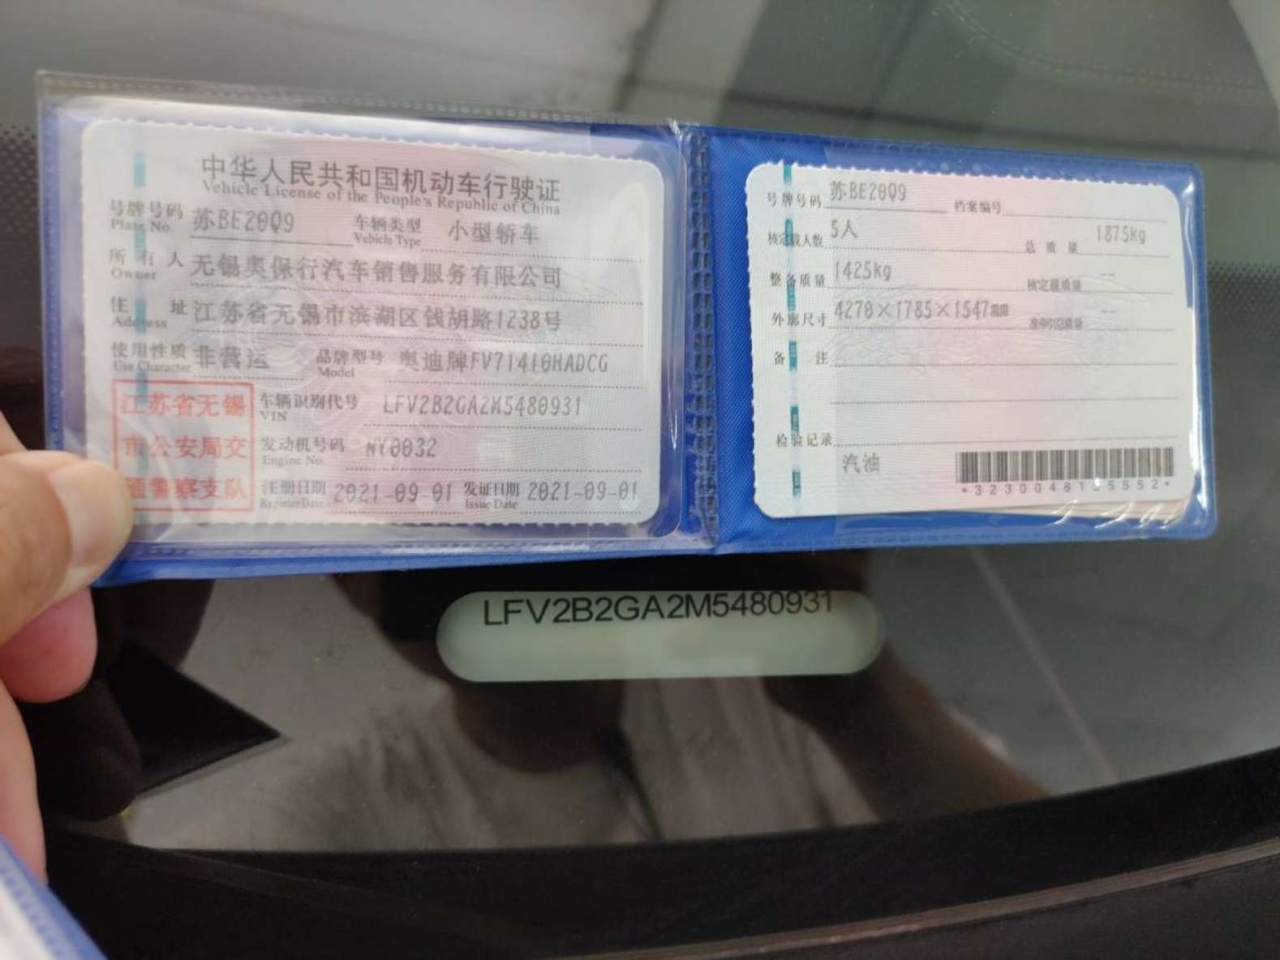 中华人民共和国机动车行驶证
Vehicle License of the People's Republic of China
号牌号码 苏BE20Q9 车辆类型 小型轿车
Plate No. Vehicle Type
所有人 无锡奥保行汽车销售服务有限公司
Owner
住址 江苏省无锡市滨湖区钱胡路1238号
Address
使用性质 非营运 品牌型号 奥迪牌FV71410HADCG
Use Character Model
江苏省无锡
市公安局交
通警察支队
车辆识别代号 LFV2B2GA2M5480931
VIN
发动机号码 NY0032
Engine No.
注册日期 2021-09-01 发证日期 2021-09-01
Register Date Issue Date
号牌号码 苏BE20Q9 档案编号
核定载人数 5人 总质量 1875kg
整备质量 1425kg 核定载质量 --
外廓尺寸 4270×1785×1547mm 准牵引总质量 --
备注
检验记录
汽油
LFV2B2GA2M5480931